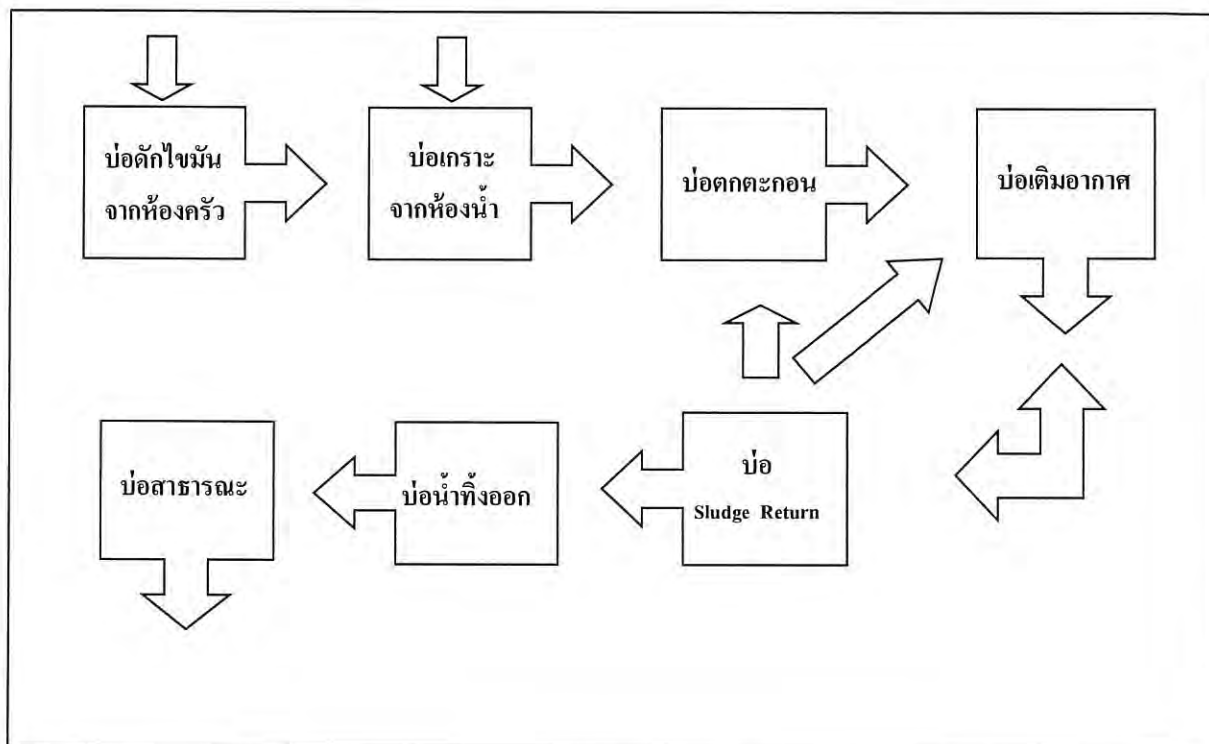 บ่อดักไขมัน
จากห้องครัว
บ่อเกราะ
จากห้องน้ำ
บ่อตกตะกอน
บ่อเติมอากาศ
บ่อสาธารณะ
บ่อน้ำทิ้งออก
บ่อ
Sludge Return